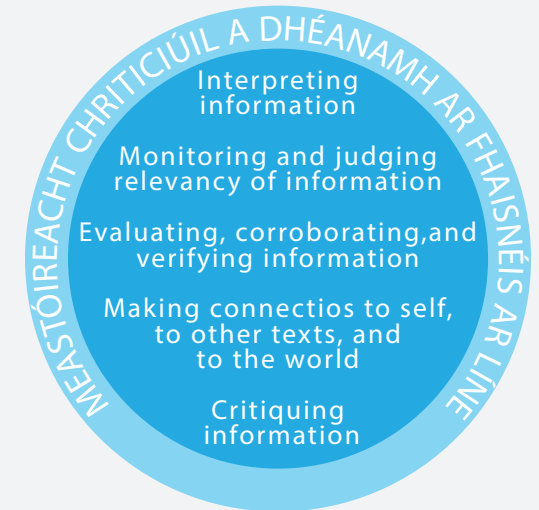 MEASTÓIREACHT CHRITICIÚIL A DHÉANAMH AR FHAISNÉIS AR LÍNE
Interpreting
information
Monitoring and judging
relevancy of information
Evaluating, corroborating,and
verifying information
Making connectios to self,
to other texts, and
to the world
Critiquing
information